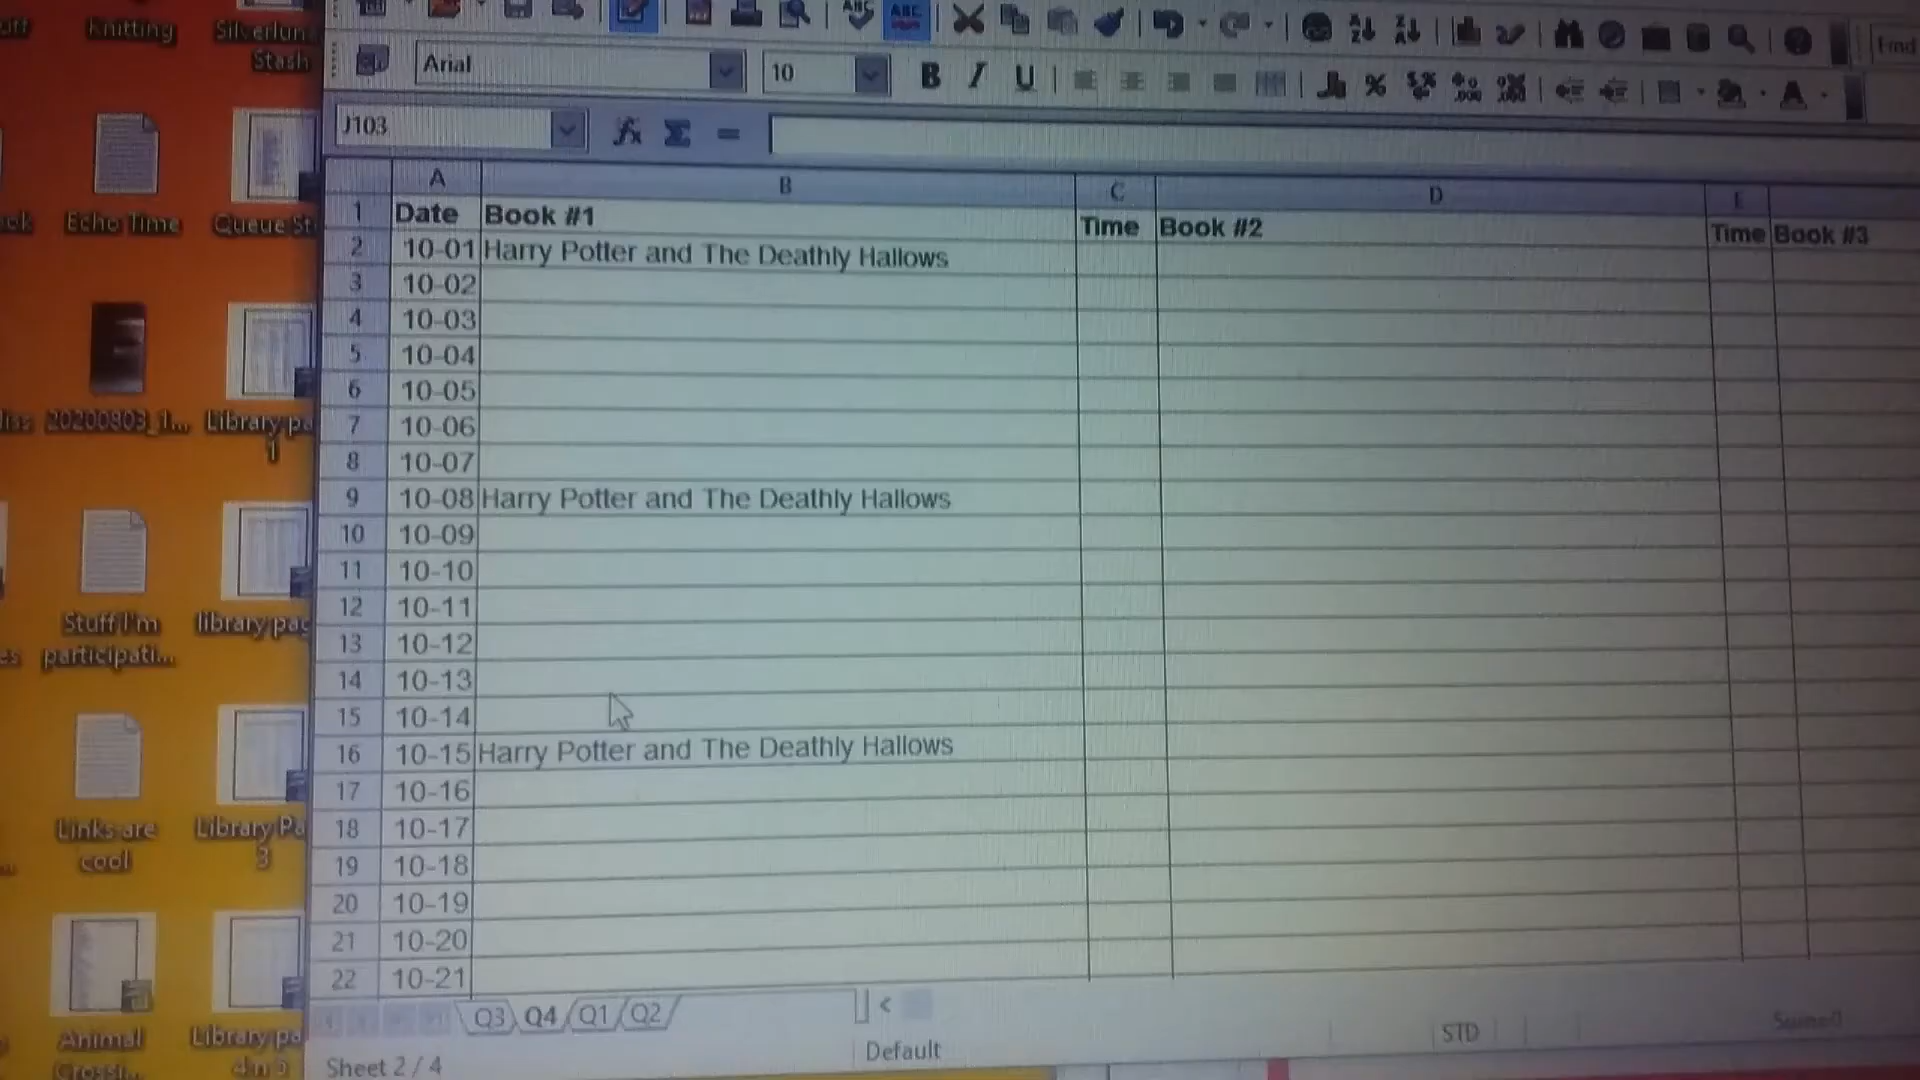 Knitting
Stash
Arial
10
B I U
%
J103
A B C D E
1 Date Book #1 Time Book #2 Time Book #3
2 10-01 Harry Potter and The Deathly Hallows
3 10-02
4 10-03
5 10-04
6 10-05
7 10-06
8 10-07
9 10-08 Harry Potter and The Deathly Hallows
10 10-09
11 10-10
12 10-11
13 10-12
14 10-13
15 10-14
16 10-15 Harry Potter and The Deathly Hallows
17 10-16
18 10-17
19 10-18
20 10-19
21 10-20
22 10-21
Q3 Q4 Q1 Q2
Sheet 2 / 4
Default
STD
Echo Time
Queue St
20200803_1...
Library pa
1
Stuff I'm
participati...
library pag
Links are
cool
Library Pa
3
Animal
Crossi...
Library pa
4 n 5